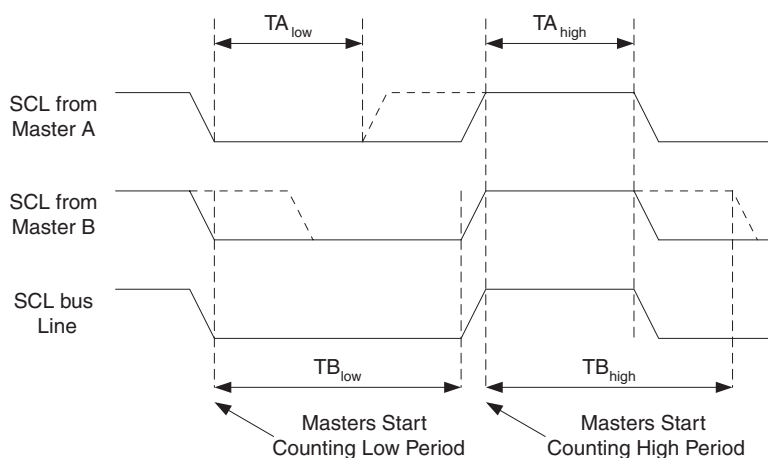 TA low
TA high
SCL from
Master A
SCL from
Master B
SCL bus
Line
TB low
TB high
Masters Start
Counting Low Period
Masters Start
Counting High Period